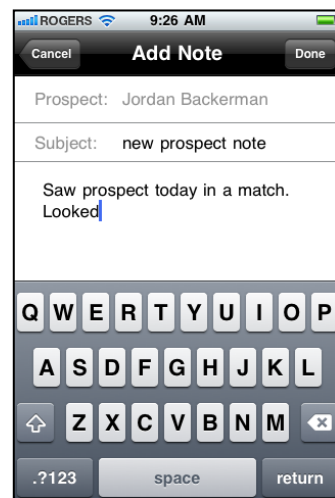 ROGERS 9:26 AM
Cancel Add Note Done
Prospect: Jordan Backerman
Subject: new prospect note
Saw prospect today in a match.
Looked
Q W E R T Y U I O P
A S D F G H J K L
Z X C V B N M
.?123 space return